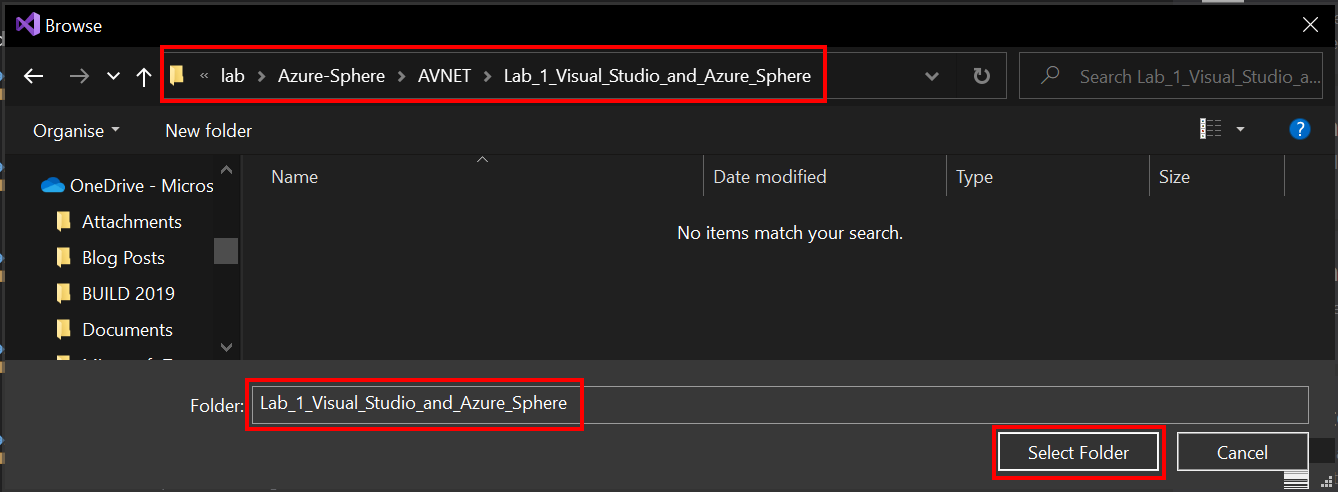 Browse
« lab > Azure-Sphere > AVNET > Lab_1_Visual_Studio_and_Azure_Sphere
Search Lab_1_Visual_Studio_a...
Organise New folder
?
Name Date modified Type Size
No items match your search.
OneDrive - Micros
Attachments
Blog Posts
BUILD 2019
Documents
Folder: Lab_1_Visual_Studio_and_Azure_Sphere
Select Folder Cancel